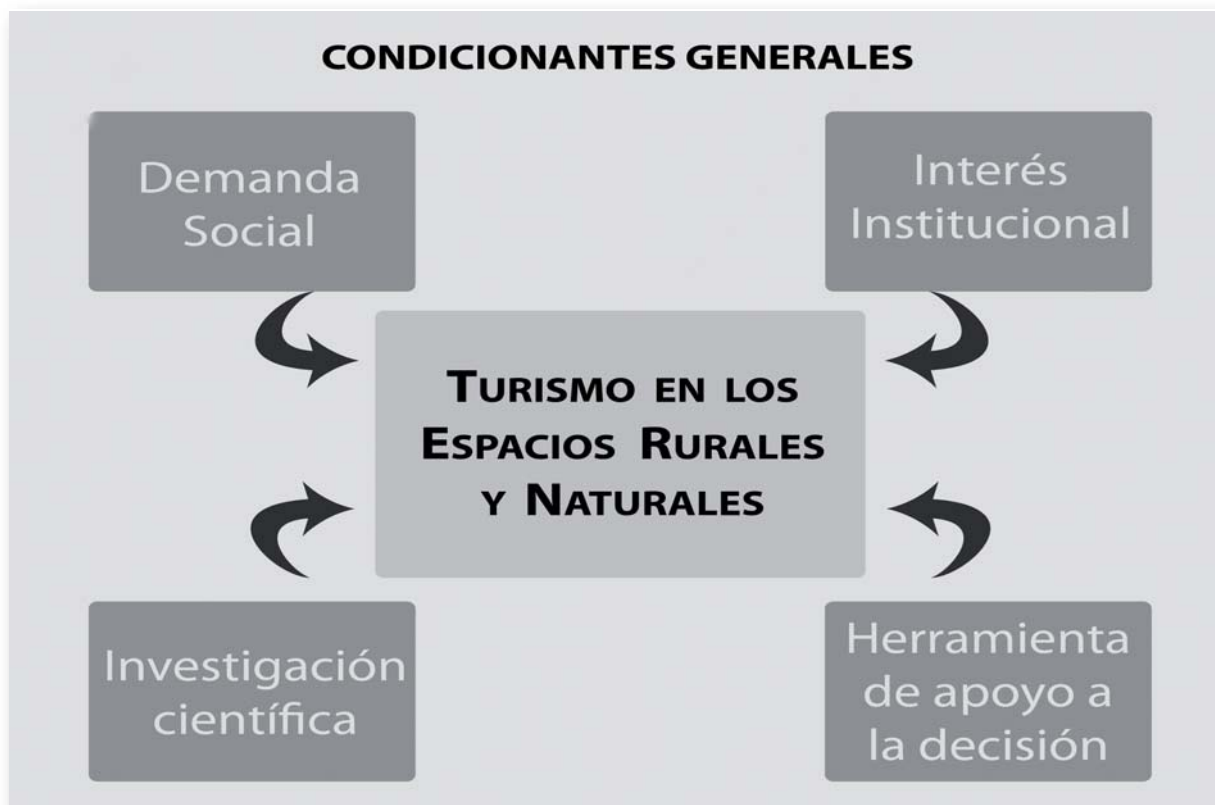 CONDICIONANTES GENERALES
Demanda
Social
Interés
Institucional
TURISMO EN LOS
ESPACIOS RURALES
Y NATURALES
Investigación
científica
Herramienta
de apoyo a
la decisión